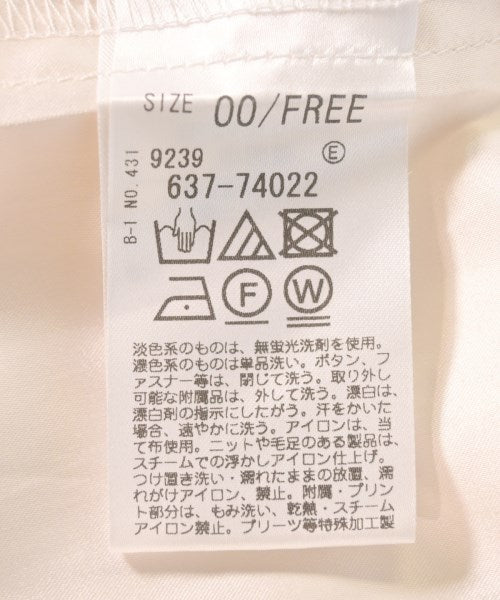 SIZE 00/FREE
B-1 NO.431
9239
Ⓔ
637-74022
F
W
淡色系のものは、無蛍光洗剤を使用。
濃色系のものは単品洗い。ボタン、フ
ァスナー等は、閉じて洗う。取り外し
可能な附属品は、外して洗う。漂白は、
漂白剤の指示にしたがう。汗をかいた
場合、速やかに洗う。アイロンは、当
て布使用。ニットや毛足のある製品は、
スチームでの浮かしアイロン仕上げ。
つけ置き洗い・濡れたままの放置、濡
れがけアイロン、禁止。附属・プリン
ト部分は、もみ洗い、乾熱・スチーム
アイロン禁止。プリーツ等特殊加工製